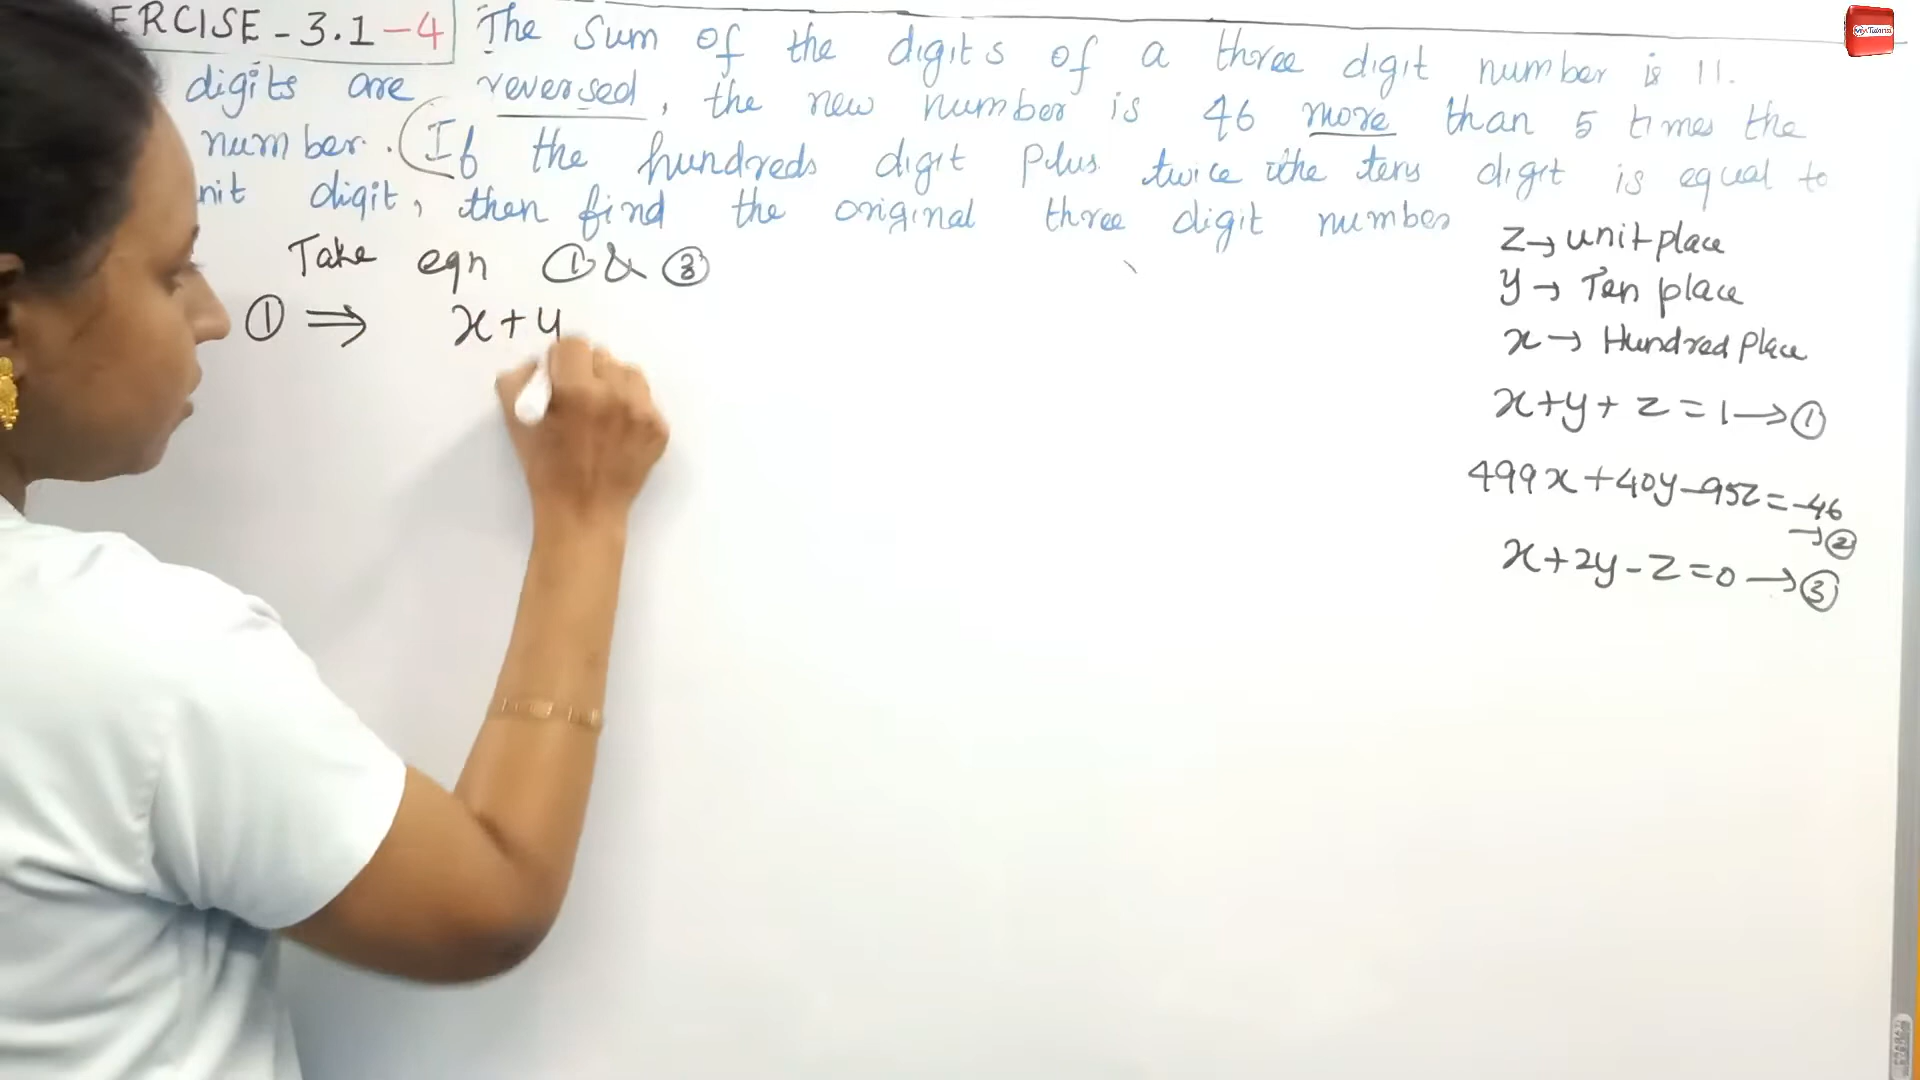 ERCISE-3.1-4 The Sum of the digits of a three digit number is 11.
digits are reversed, the new number is 46 more than 5 times the
number. (If the hundreds digit plus twice the tens digit is equal to
nit digit, then find the original three digit number
z→unitplace
Take eqn ①&③
y→Ten place
①⇒ x+y
x→Hundred Place
x+y+z=1→①
499x+40y-95z=-46
→②
x+2y-z=0→③